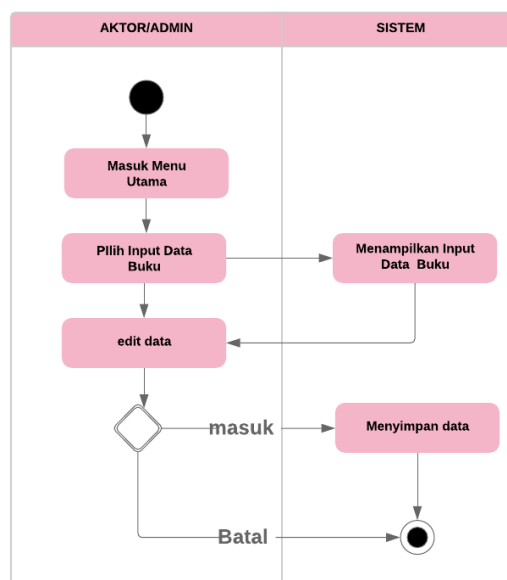 AKTOR/ADMIN
SISTEM
Masuk Menu
Utama
PIlih Input Data
Buku
Menampilkan Input
Data Buku
edit data
masuk
Menyimpan data
Batal